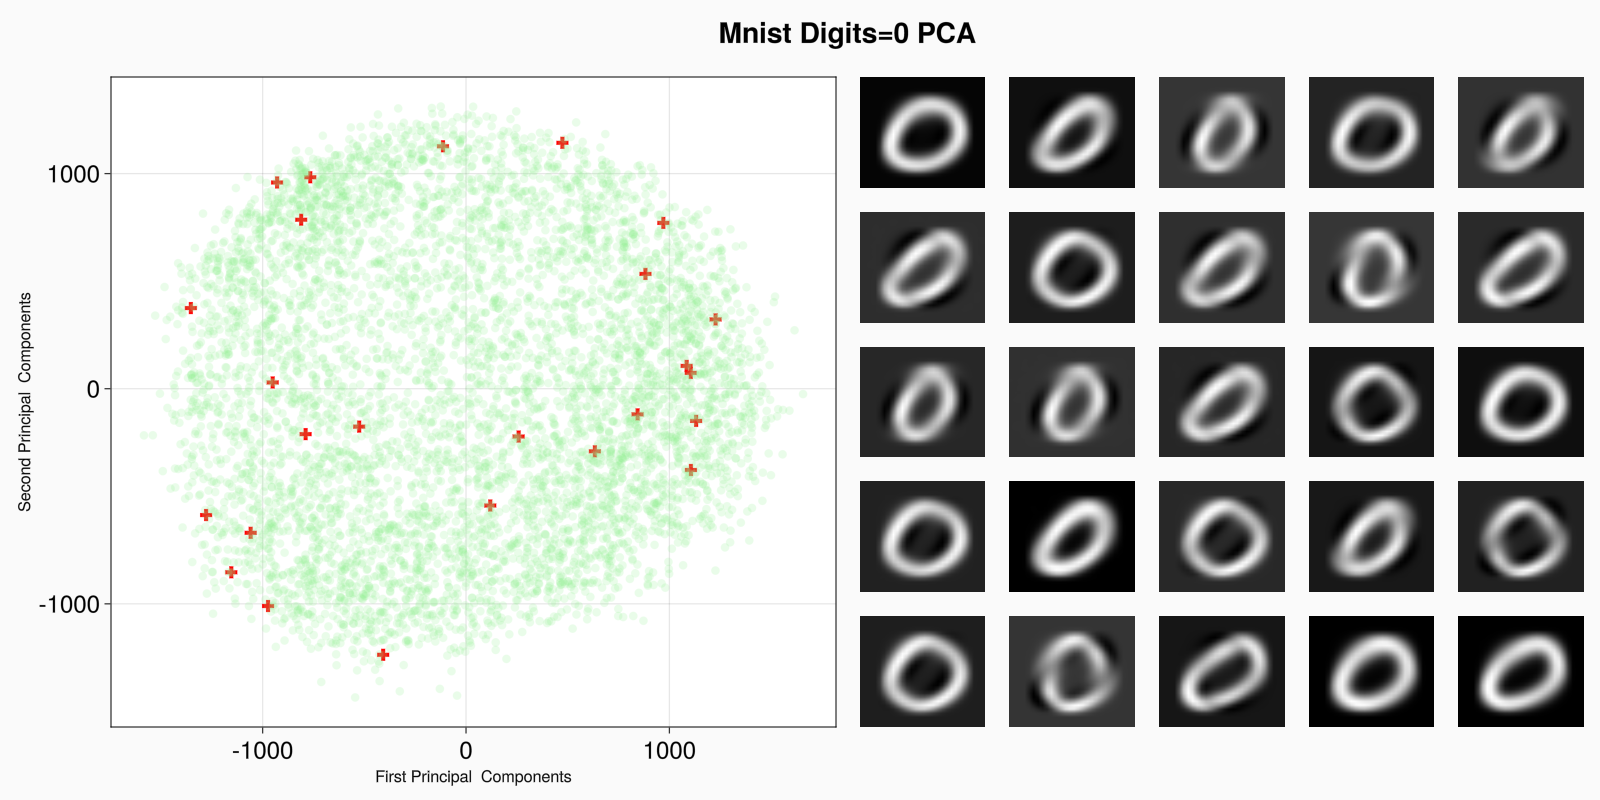 Mnist Digits=0 PCA
1000
0
-1000
Second Principal Components
-1000 0 1000
First Principal Components